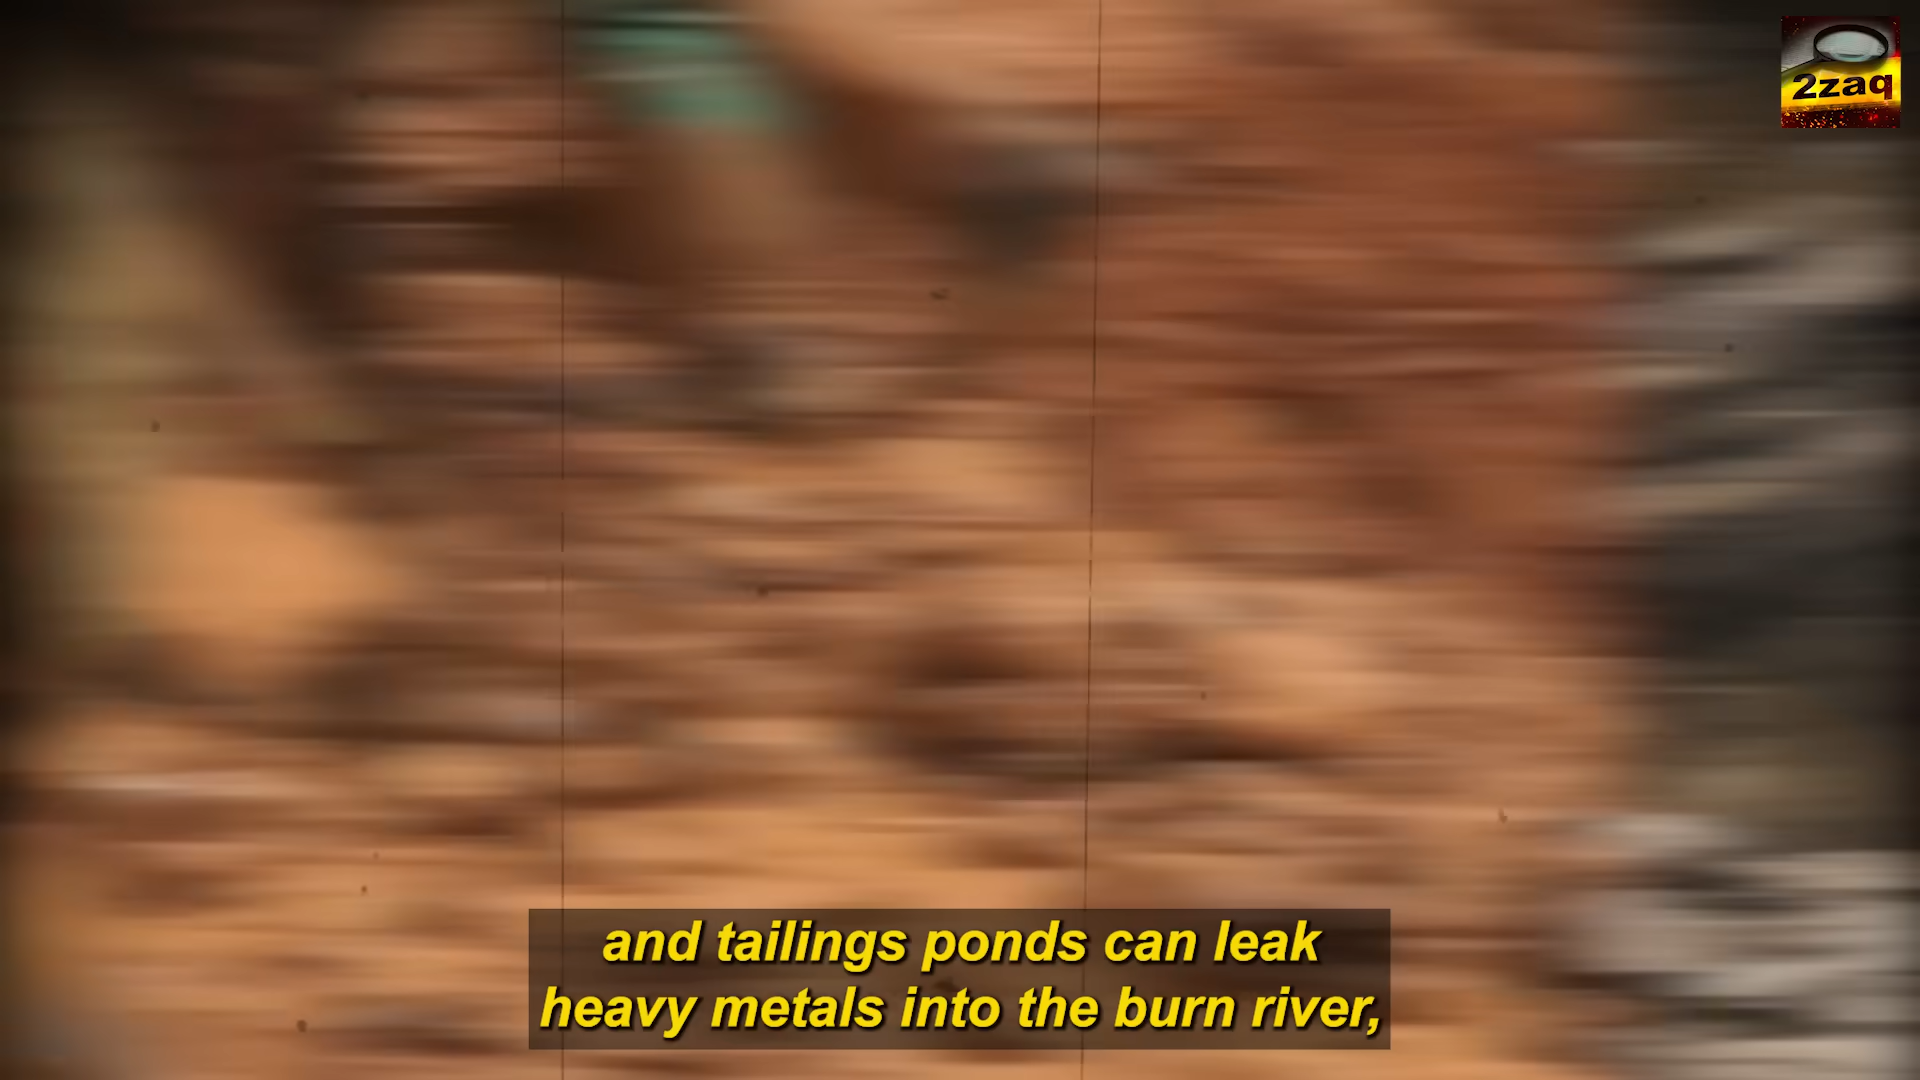 2zaq
and tailings ponds can leak
heavy metals into the burn river,